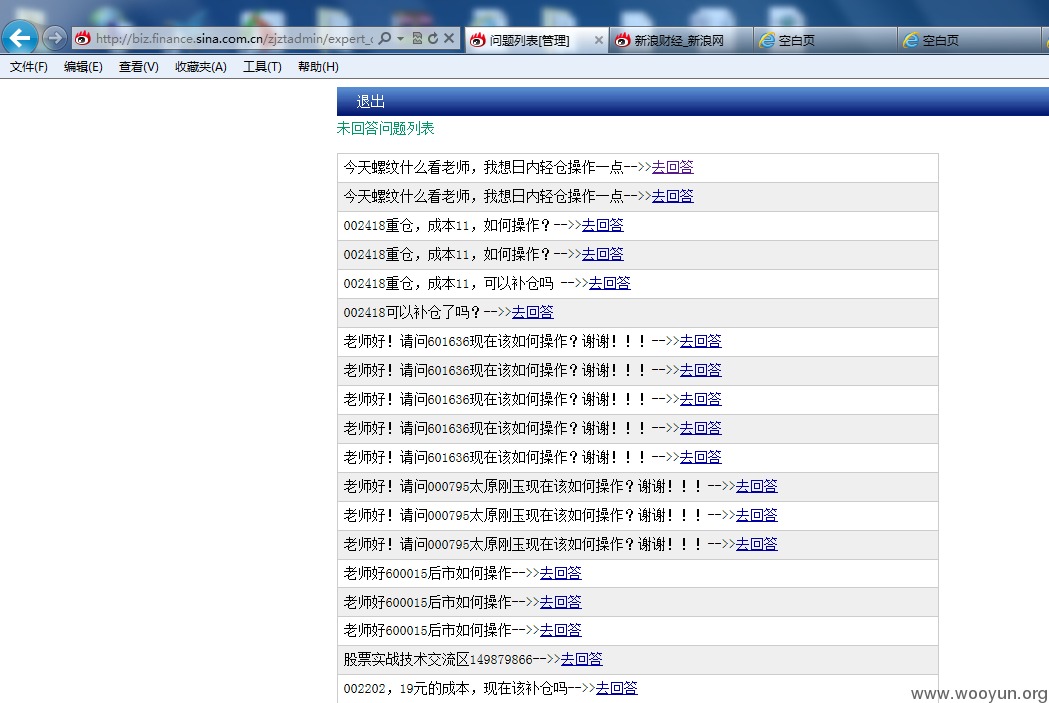 http://biz.finance.sina.com.cn/zjztadmin/expert_
问题列表[管理]
新浪财经_新浪网
空白页
空白页
文件(F) 编辑(E) 查看(V) 收藏夹(A) 工具(T) 帮助(H)
退出
未回答问题列表
今天螺纹什么看老师，我想日内轻仓操作一点-->>去回答
今天螺纹什么看老师，我想日内轻仓操作一点-->>去回答
002418重仓，成本11，如何操作？-->>去回答
002418重仓，成本11，如何操作？-->>去回答
002418重仓，成本11，可以补仓吗 -->>去回答
002418可以补仓了吗？-->>去回答
老师好！请问601636现在该如何操作？谢谢！！！-->>去回答
老师好！请问601636现在该如何操作？谢谢！！！-->>去回答
老师好！请问601636现在该如何操作？谢谢！！！-->>去回答
老师好！请问601636现在该如何操作？谢谢！！！-->>去回答
老师好！请问601636现在该如何操作？谢谢！！！-->>去回答
老师好！请问000795太原刚玉现在该如何操作？谢谢！！！-->>去回答
老师好！请问000795太原刚玉现在该如何操作？谢谢！！！-->>去回答
老师好！请问000795太原刚玉现在该如何操作？谢谢！！！-->>去回答
老师好600015后市如何操作-->>去回答
老师好600015后市如何操作-->>去回答
老师好600015后市如何操作-->>去回答
股票实战技术交流区149879866-->>去回答
002202，19元的成本，现在该补仓吗-->>去回答
www.wooyun.org